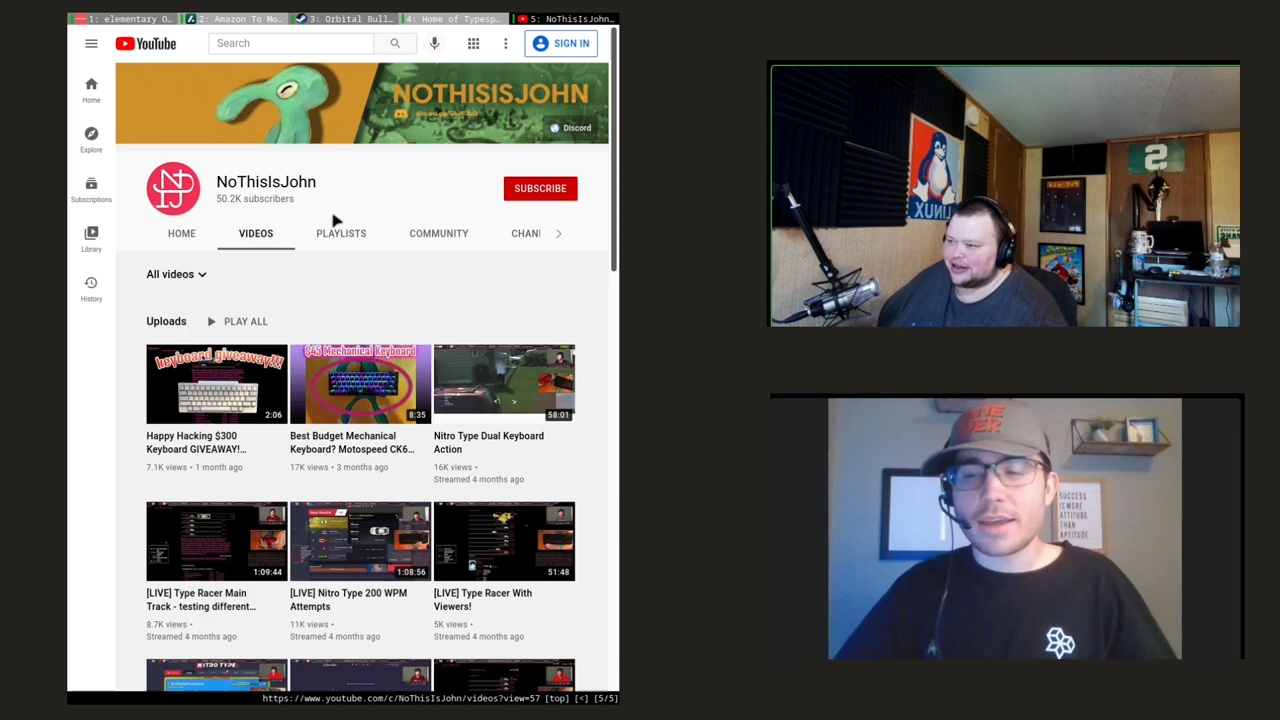 1: elementary O… 2: Amazon To Mo… 3: Orbital Bull… 4: Home of Typesp… 5: NoThisIsJohn…
YouTube
Search
SIGN IN
Home
Explore
Subscriptions
Library
History
NOTHISISJOHN
Discord
NoThisIsJohn
50.2K subscribers
SUBSCRIBE
HOME VIDEOS PLAYLISTS COMMUNITY CHAN
All videos
Uploads PLAY ALL
keyboard giveaway!!!
2:06
Happy Hacking $300
Keyboard GIVEAWAY!…
7.1K views • 1 month ago
$45 Mechanical Keyboard
8:35
Best Budget Mechanical
Keyboard? Motospeed CK6…
17K views • 3 months ago
58:01
Nitro Type Dual Keyboard
Action
16K views •
Streamed 4 months ago
1:09:44
[LIVE] Type Racer Main
Track - testing different…
8.7K views •
Streamed 4 months ago
1:08:56
[LIVE] Nitro Type 200 WPM
Attempts
11K views •
Streamed 4 months ago
51:48
[LIVE] Type Racer With
Viewers!
5K views •
Streamed 4 months ago
NITRO TYPE
https://www.youtube.com/c/NoThisIsJohn/videos?view=57 [top] [<] [5/5]
LINUX
S
SUCCESS
IS MORE
ATTITUDE
THAN
APTITUDE